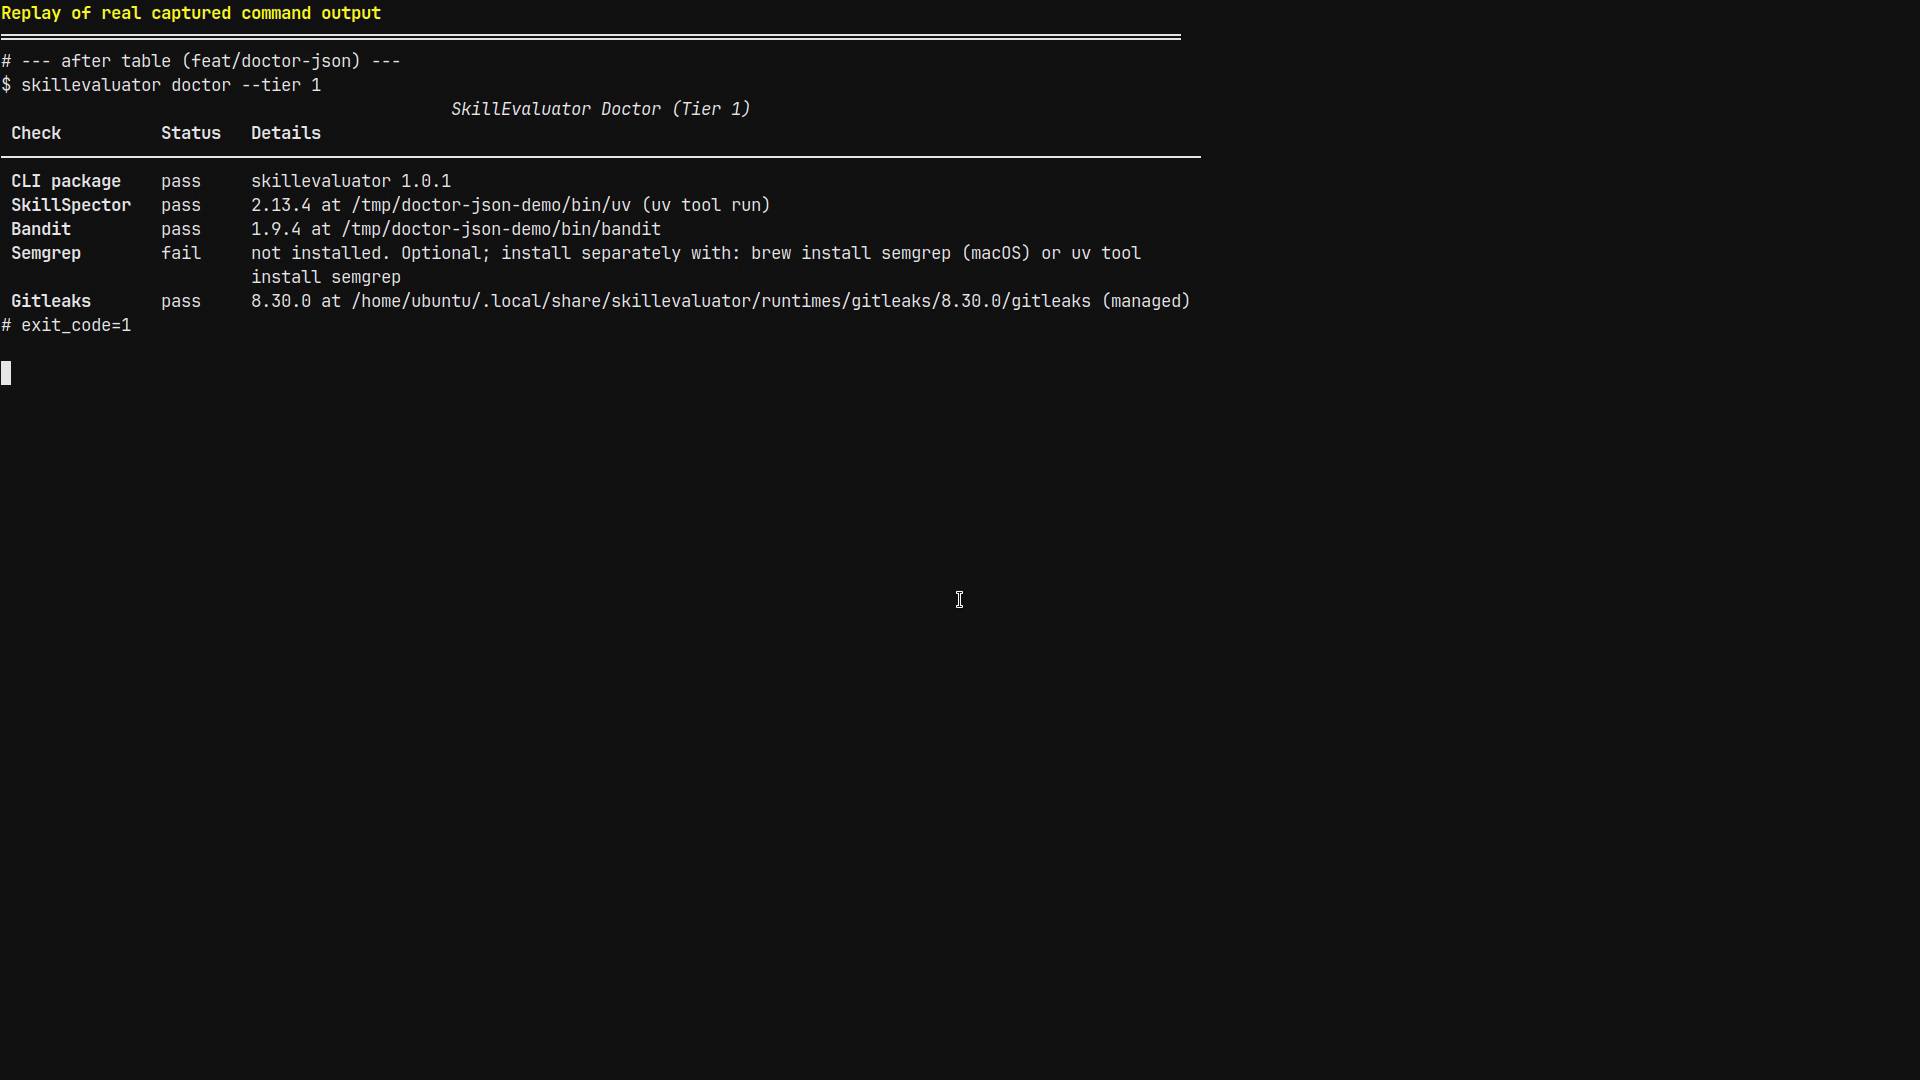 Replay of real captured command output
# --- after table (feat/doctor-json) ---
$ skillevaluator doctor --tier 1
SkillEvaluator Doctor (Tier 1)
Check Status Details
CLI package pass skillevaluator 1.0.1
SkillSpector pass 2.13.4 at /tmp/doctor-json-demo/bin/uv (uv tool run)
Bandit pass 1.9.4 at /tmp/doctor-json-demo/bin/bandit
Semgrep fail not installed. Optional; install separately with: brew install semgrep (macOS) or uv tool
install semgrep
Gitleaks pass 8.30.0 at /home/ubuntu/.local/share/skillevaluator/runtimes/gitleaks/8.30.0/gitleaks (managed)
# exit_code=1